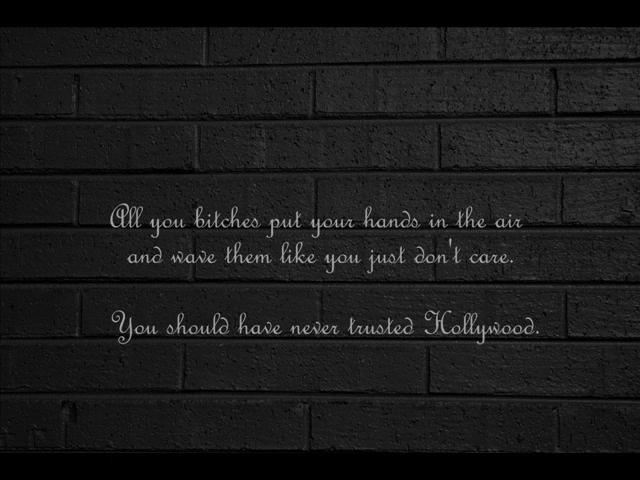 All you bitches put your hands in the air
and wave them like you just don't care.
You should have never trusted Hollywood.